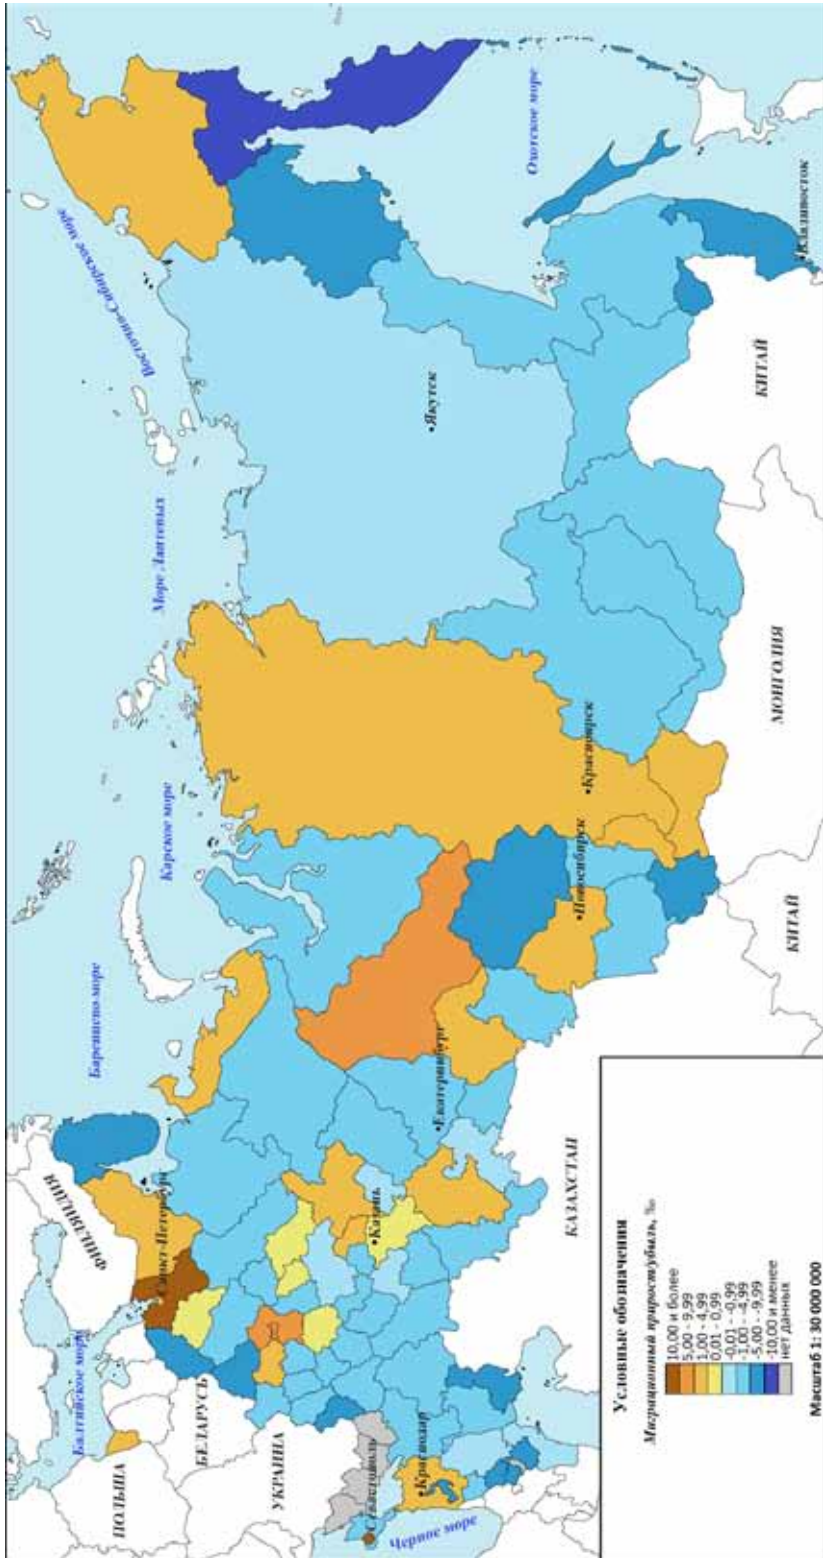 Баренцево море
Восточно-Сибирское море
Карское море
Море Лаптевых
ФИНЛЯНДИЯ
Балтийское море
Санкт-Петербург
ПОЛЬША
БЕЛАРУСЬ
УКРАИНА
Охотское море
•Якутск
•Казань
•Екатеринбург
Севастополь
•Краснодар
Черное море
•Красноярск
•Новосибирск
•Владивосток
КАЗАХСТАН
КИТАЙ
МОНГОЛИЯ
КИТАЙ
Условные обозначения
Миграционный прирост/убыль, ‰
10,00 и более
5,00 - 9,99
1,00 - 4,99
0,01 - 0,99
-0,01 - -0,99
-1,00 - -4,99
-5,00 - -9,99
-10,00 и менее
нет данных
Масштаб 1: 30 000 000